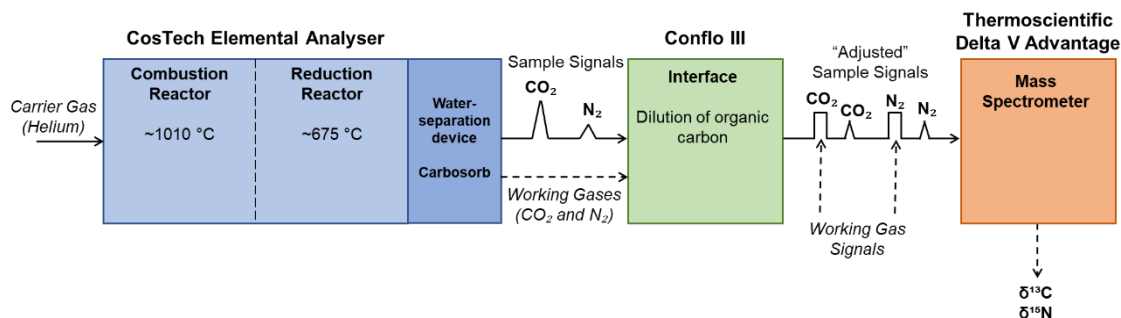 CosTech Elemental Analyser
Conflo III
Thermoscientific
Delta V Advantage
Carrier Gas
(Helium)
Combustion
Reactor
~1010 °C
Reduction
Reactor
~675 °C
Water-
separation
device
Carbosorb
Sample Signals
CO₂
N₂
Working Gases
(CO₂ and N₂)
Interface
Dilution of organic
carbon
“Adjusted”
Sample Signals
CO₂
CO₂
N₂
N₂
Working Gas
Signals
Mass
Spectrometer
δ¹³C
δ¹⁵N